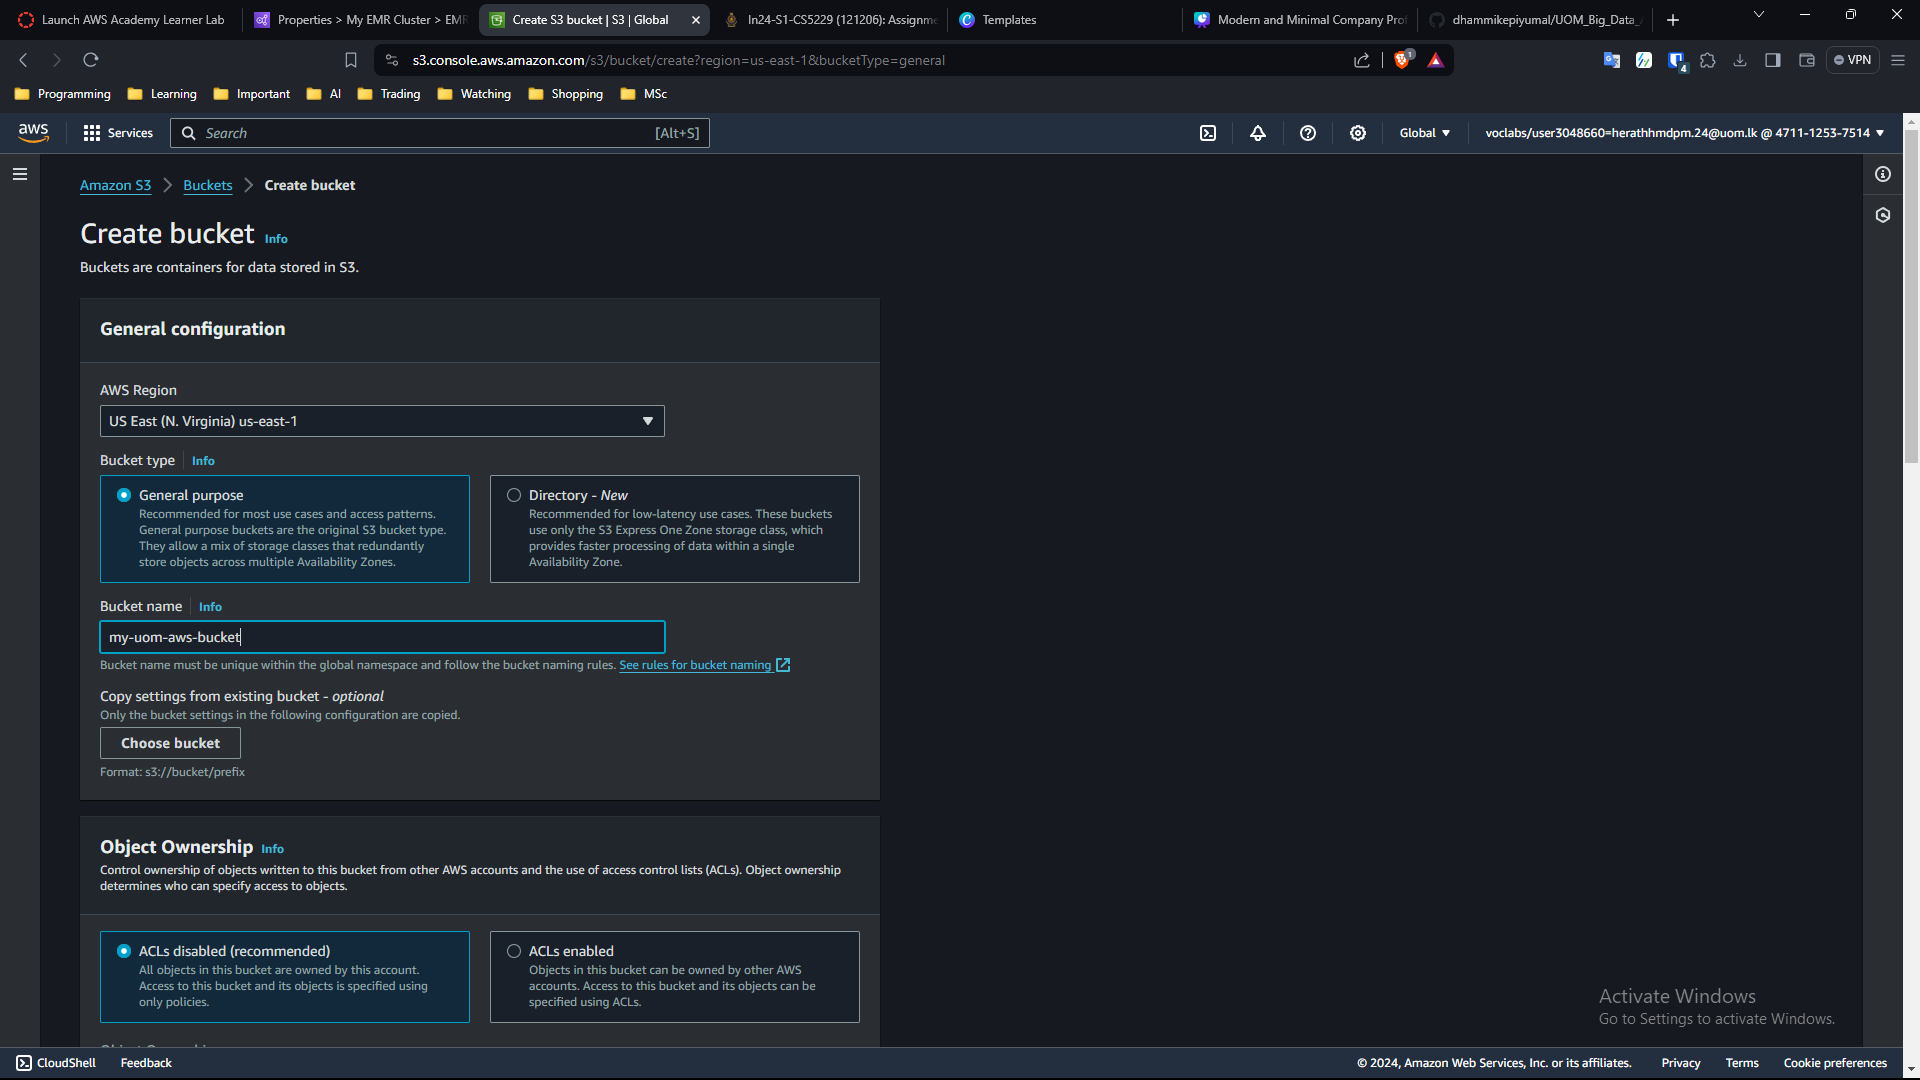 Launch AWS Academy Learner Lab
Properties > My EMR Cluster > EMR
Create S3 bucket | S3 | Global
In24-S1-CS5229 (121206): Assignme
Templates
Modern and Minimal Company Prof
dhammikepiyumal/UOM_Big_Data_
s3.console.aws.amazon.com/s3/bucket/create?region=us-east-1&bucketType=general
1
4
VPN
Programming
Learning
Important
AI
Trading
Watching
Shopping
MSc
aws
Services
Search
[Alt+S]
Global
voclabs/user3048660=herathhmdpm.24@uom.lk @ 4711-1253-7514
Amazon S3
Buckets
Create bucket
Create bucket Info
Buckets are containers for data stored in S3.
General configuration
AWS Region
US East (N. Virginia) us-east-1
Bucket type Info
General purpose
Recommended for most use cases and access patterns.
General purpose buckets are the original S3 bucket type.
They allow a mix of storage classes that redundantly
store objects across multiple Availability Zones.
Directory - New
Recommended for low-latency use cases. These buckets
use only the S3 Express One Zone storage class, which
provides faster processing of data within a single
Availability Zone.
Bucket name Info
my-uom-aws-bucket
Bucket name must be unique within the global namespace and follow the bucket naming rules. See rules for bucket naming
Copy settings from existing bucket - optional
Only the bucket settings in the following configuration are copied.
Choose bucket
Format: s3://bucket/prefix
Object Ownership Info
Control ownership of objects written to this bucket from other AWS accounts and the use of access control lists (ACLs). Object ownership
determines who can specify access to objects.
ACLs disabled (recommended)
All objects in this bucket are owned by this account.
Access to this bucket and its objects is specified using
only policies.
ACLs enabled
Objects in this bucket can be owned by other AWS
accounts. Access to this bucket and its objects can be
specified using ACLs.
Activate Windows
Go to Settings to activate Windows.
CloudShell
Feedback
© 2024, Amazon Web Services, Inc. or its affiliates.
Privacy
Terms
Cookie preferences